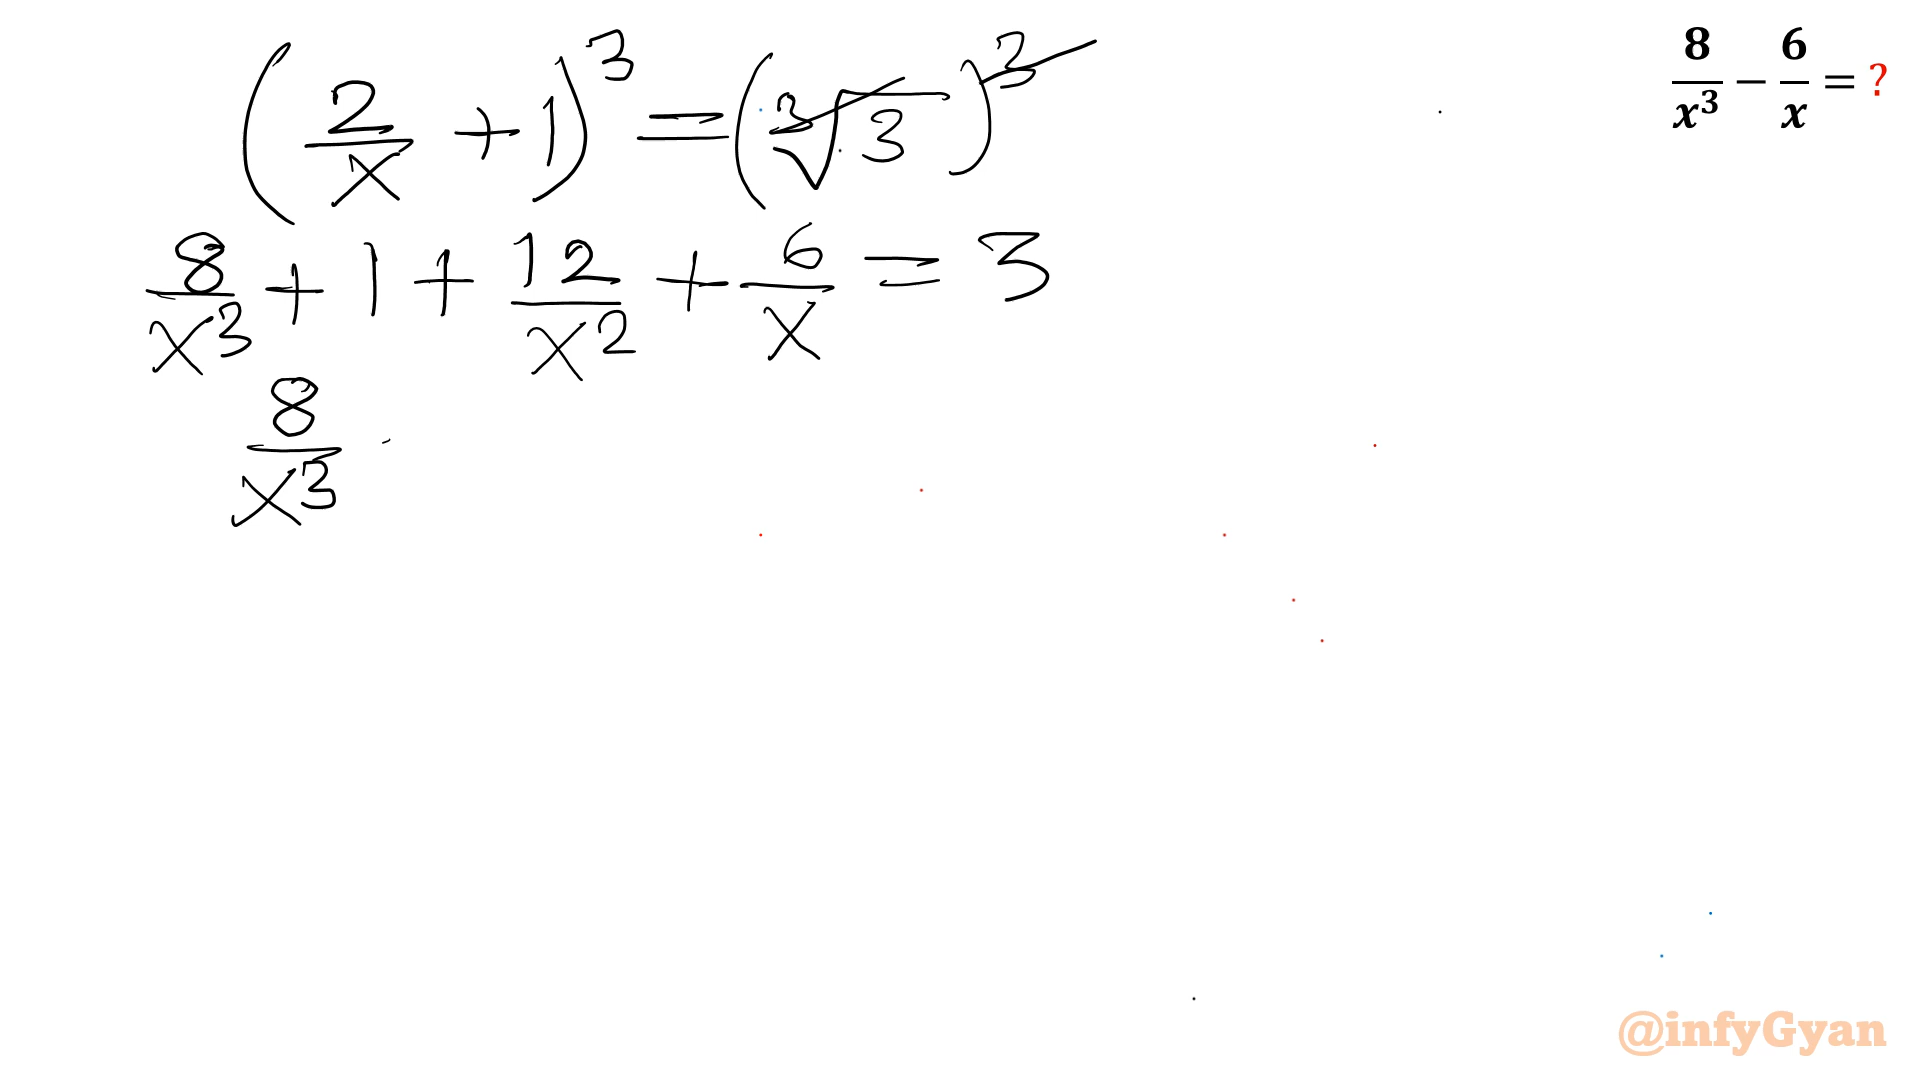 (2/x + 1)³ = (∛3)³
8/x³ + 1 + 12/x² + 6/x = 3
8/x³
8/x³ − 6/x = ?
@infyGyan